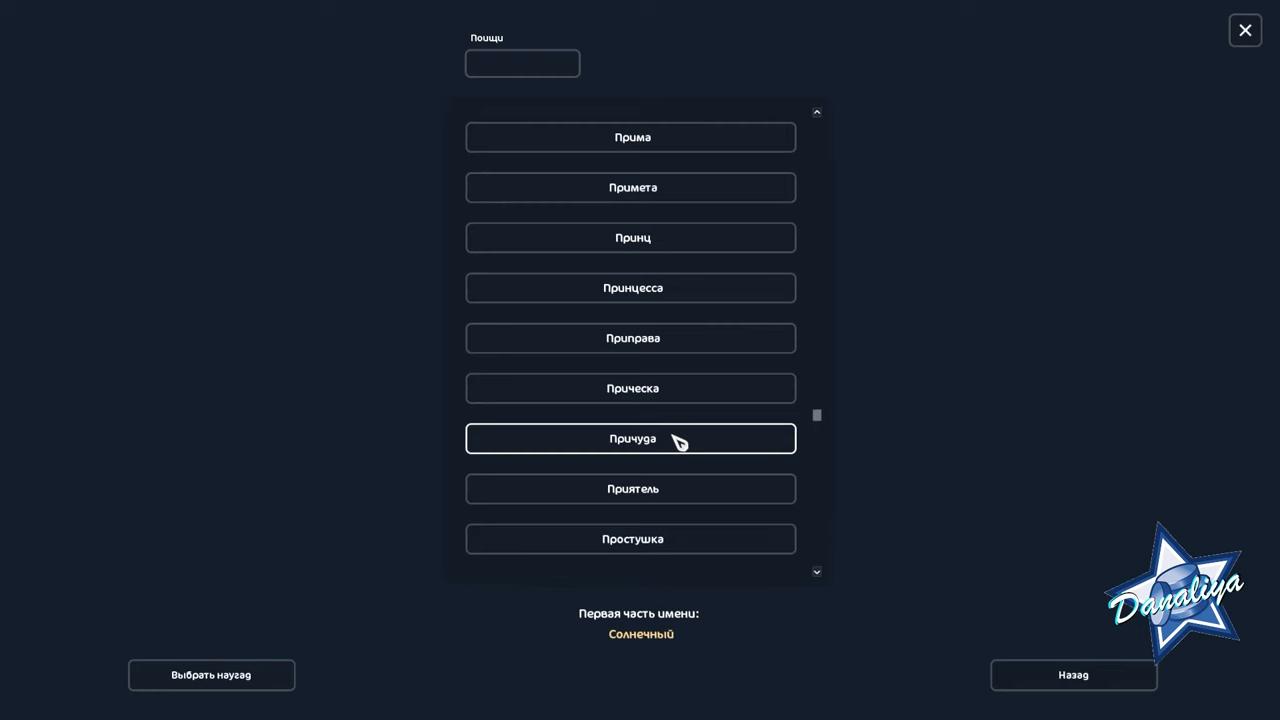 Поищи
Прима
Примета
Принц
Принцесса
Приправа
Прическа
Причуда
Приятель
Простушка
Первая часть имени:
Солнечный
Danaliya
Выбрать наугад
Назад